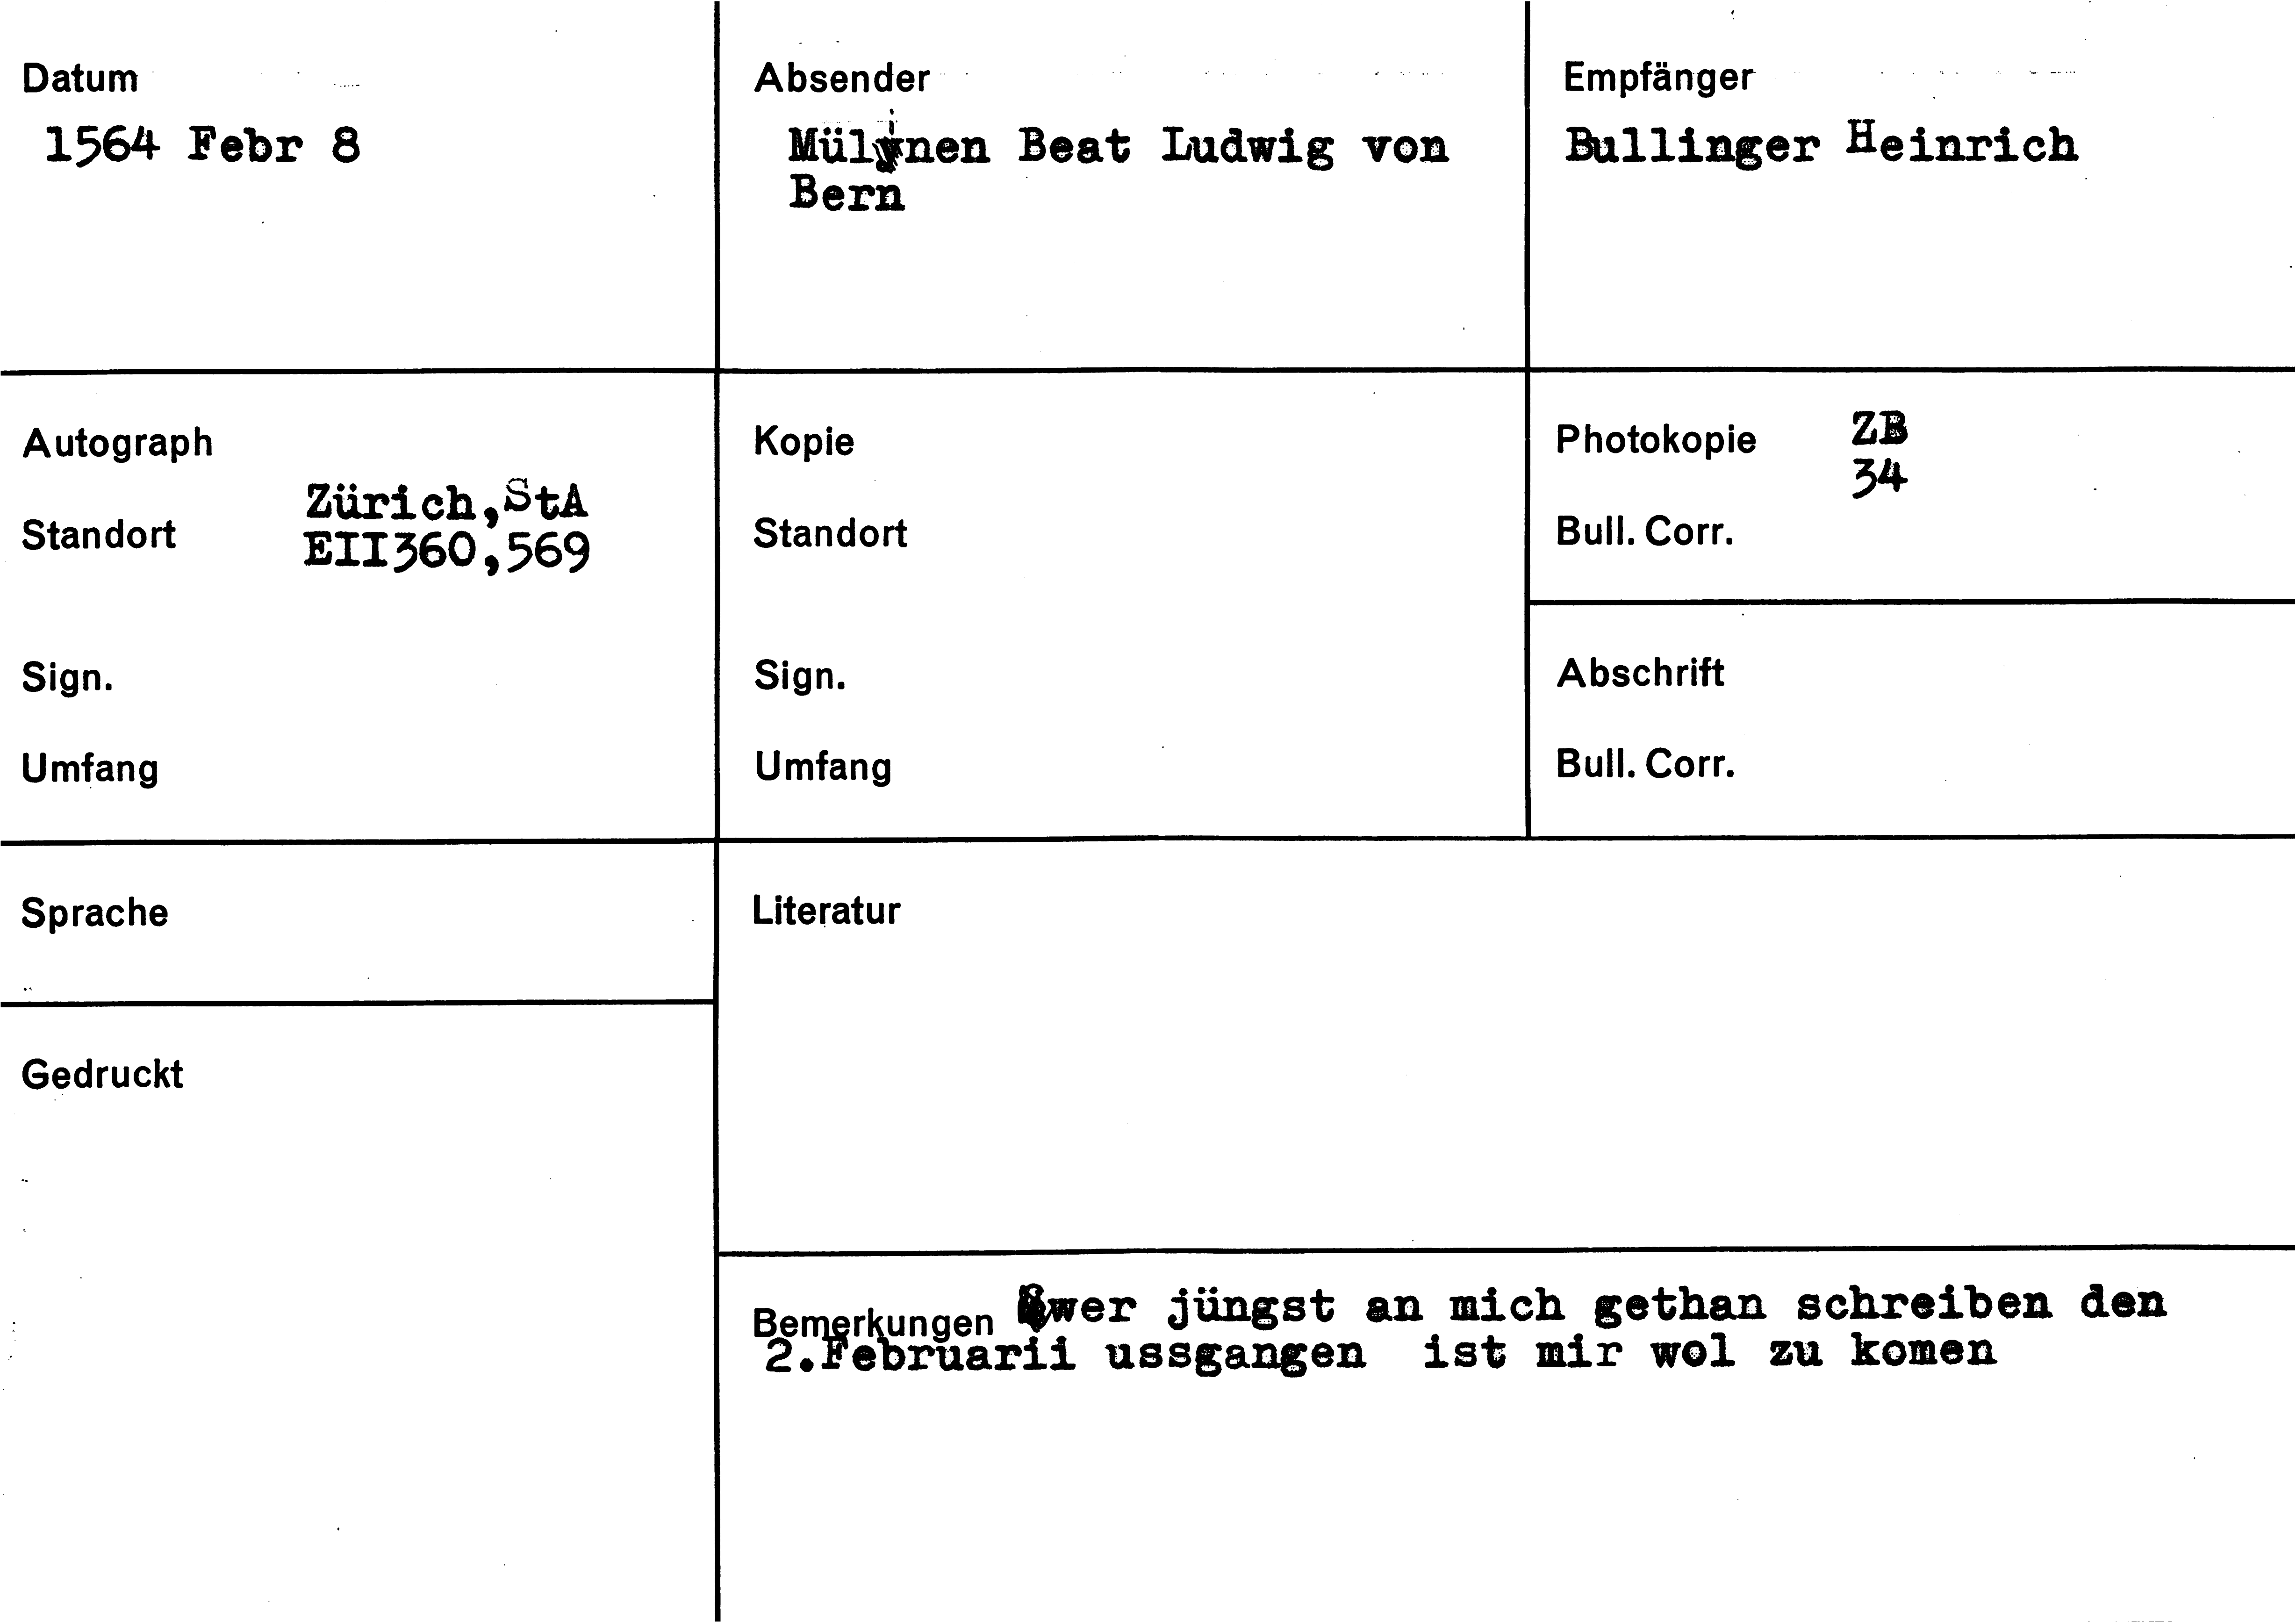 Datum
1564 Febr 8
Absender
Mülinen Beat Ludwig von
Bern
Empfänger
Bullinger Heinrich
Autograph
Standort
Zürich,StA
EII360,569
Sign.
Umfang
Kopie
Standort
Sign.
Umfang
Photokopie
ZB
34
Bull. Corr.
Abschrift
Bull. Corr.
Sprache
Literatur
Gedruckt
Bemerkungen
jüngst an mich gethan schreiben den
2.Februarii ussgangen ist mir wol zu komen